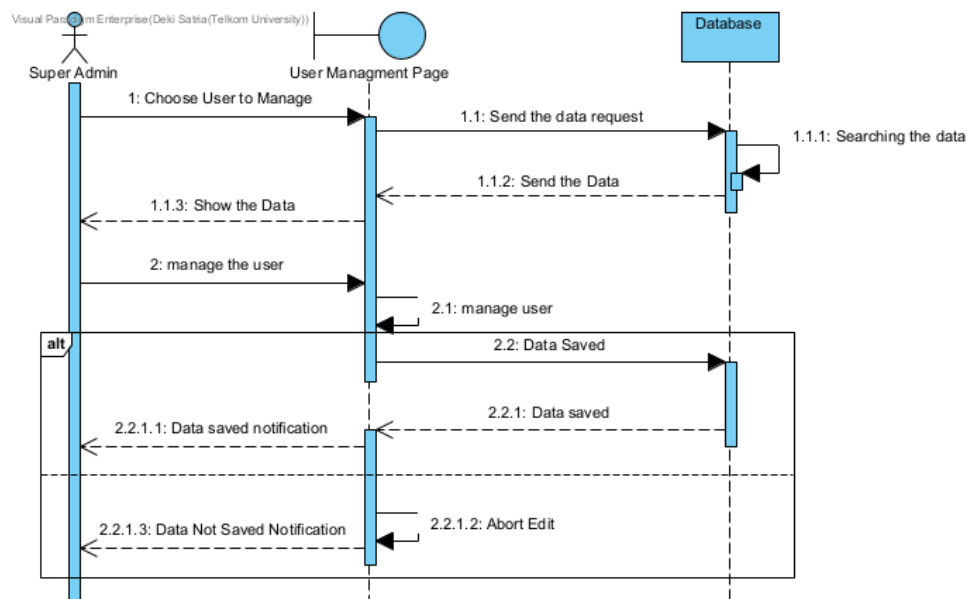 Visual Paradigm Enterprise(Deki Satria(Telkom University))
Super Admin
User Managment Page
Database
1: Choose User to Manage
1.1: Send the data request
1.1.1: Searching the data
1.1.2: Send the Data
1.1.3: Show the Data
2: manage the user
2.1: manage user
alt
2.2: Data Saved
2.2.1: Data saved
2.2.1.1: Data saved notification
2.2.1.2: Abort Edit
2.2.1.3: Data Not Saved Notification